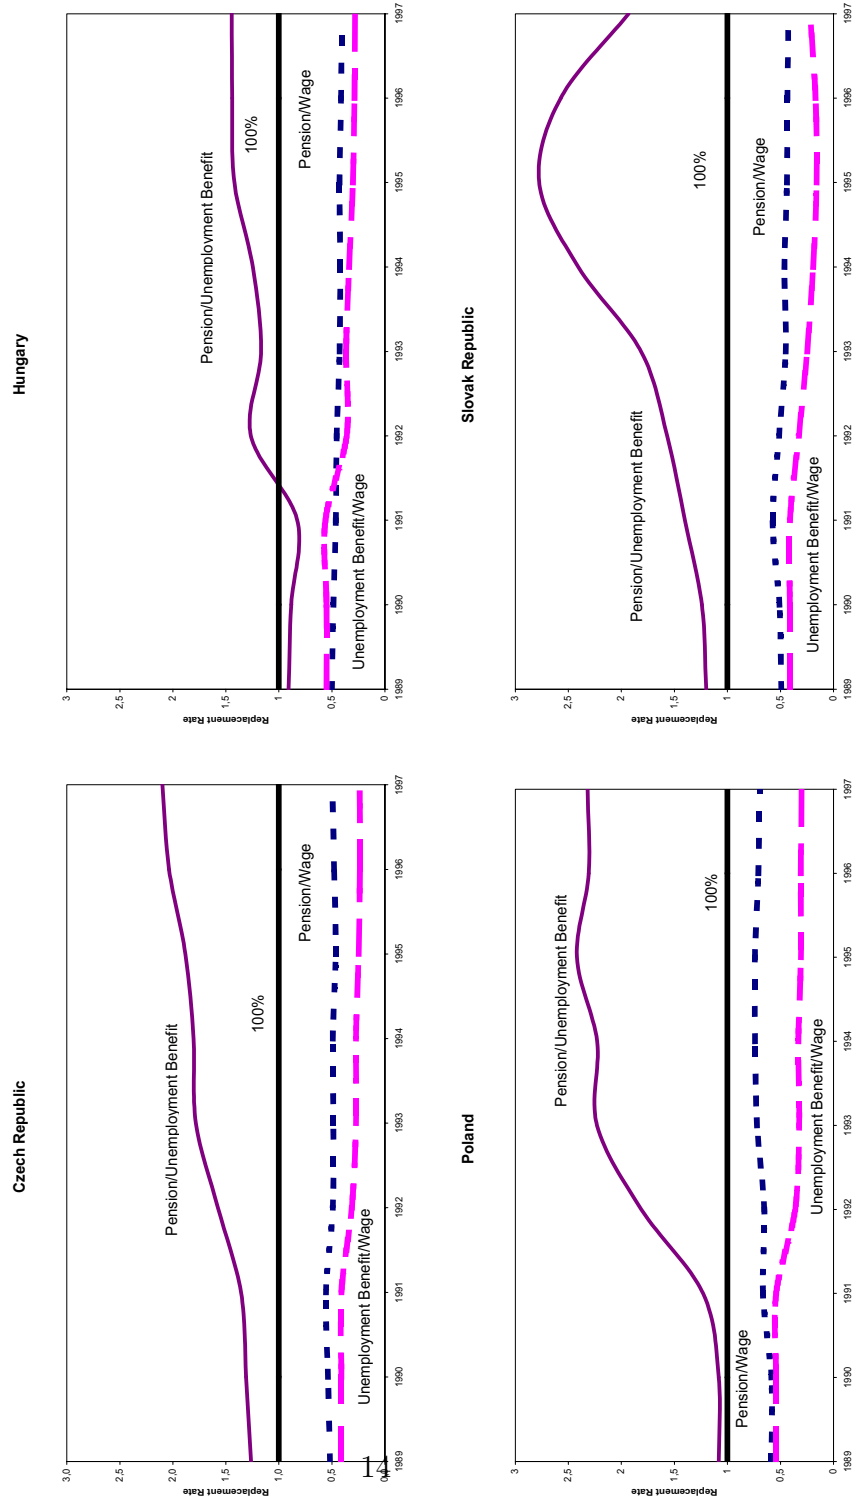 Czech Republic
Replacement Rate
3.0
2.5
2.0
1.5
1.0
0.5
0
Pension/Unemployment Benefit
100%
Pension/Wage
Unemployment Benefit/Wage
1989 1990 1991 1992 1993 1994 1995 1996 1997
Hungary
Replacement Rate
3
2.5
2
1.5
1
0.5
0
Pension/Unemployment Benefit
100%
Pension/Wage
Unemployment Benefit/Wage
1989 1990 1991 1992 1993 1994 1995 1996 1997
Poland
Replacement Rate
3
2.5
2
1.5
1
0.5
0
Pension/Unemployment Benefit
100%
Pension/Wage
Unemployment Benefit/Wage
1989 1990 1991 1992 1993 1994 1995 1996 1997
Slovak Republic
Replacement Rate
3
2.5
2
1.5
1
0.5
0
Pension/Unemployment Benefit
100%
Pension/Wage
Unemployment Benefit/Wage
1989 1990 1991 1992 1993 1994 1995 1996 1997
14